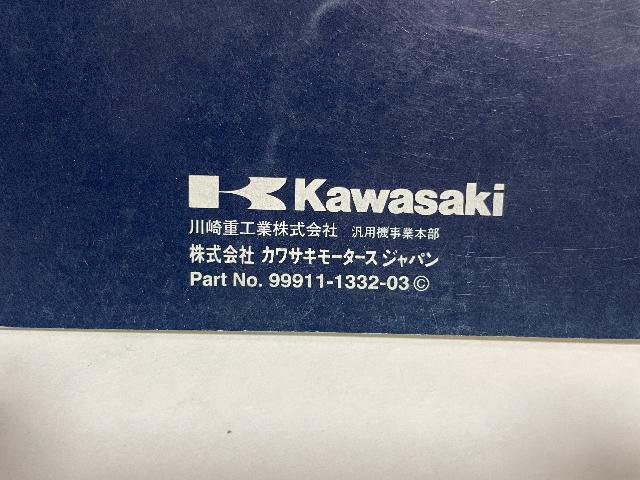 Kawasaki
川崎重工業株式会社 汎用機事業本部
株式会社 カワサキモータース ジャパン
Part No. 99911-1332-03 ©